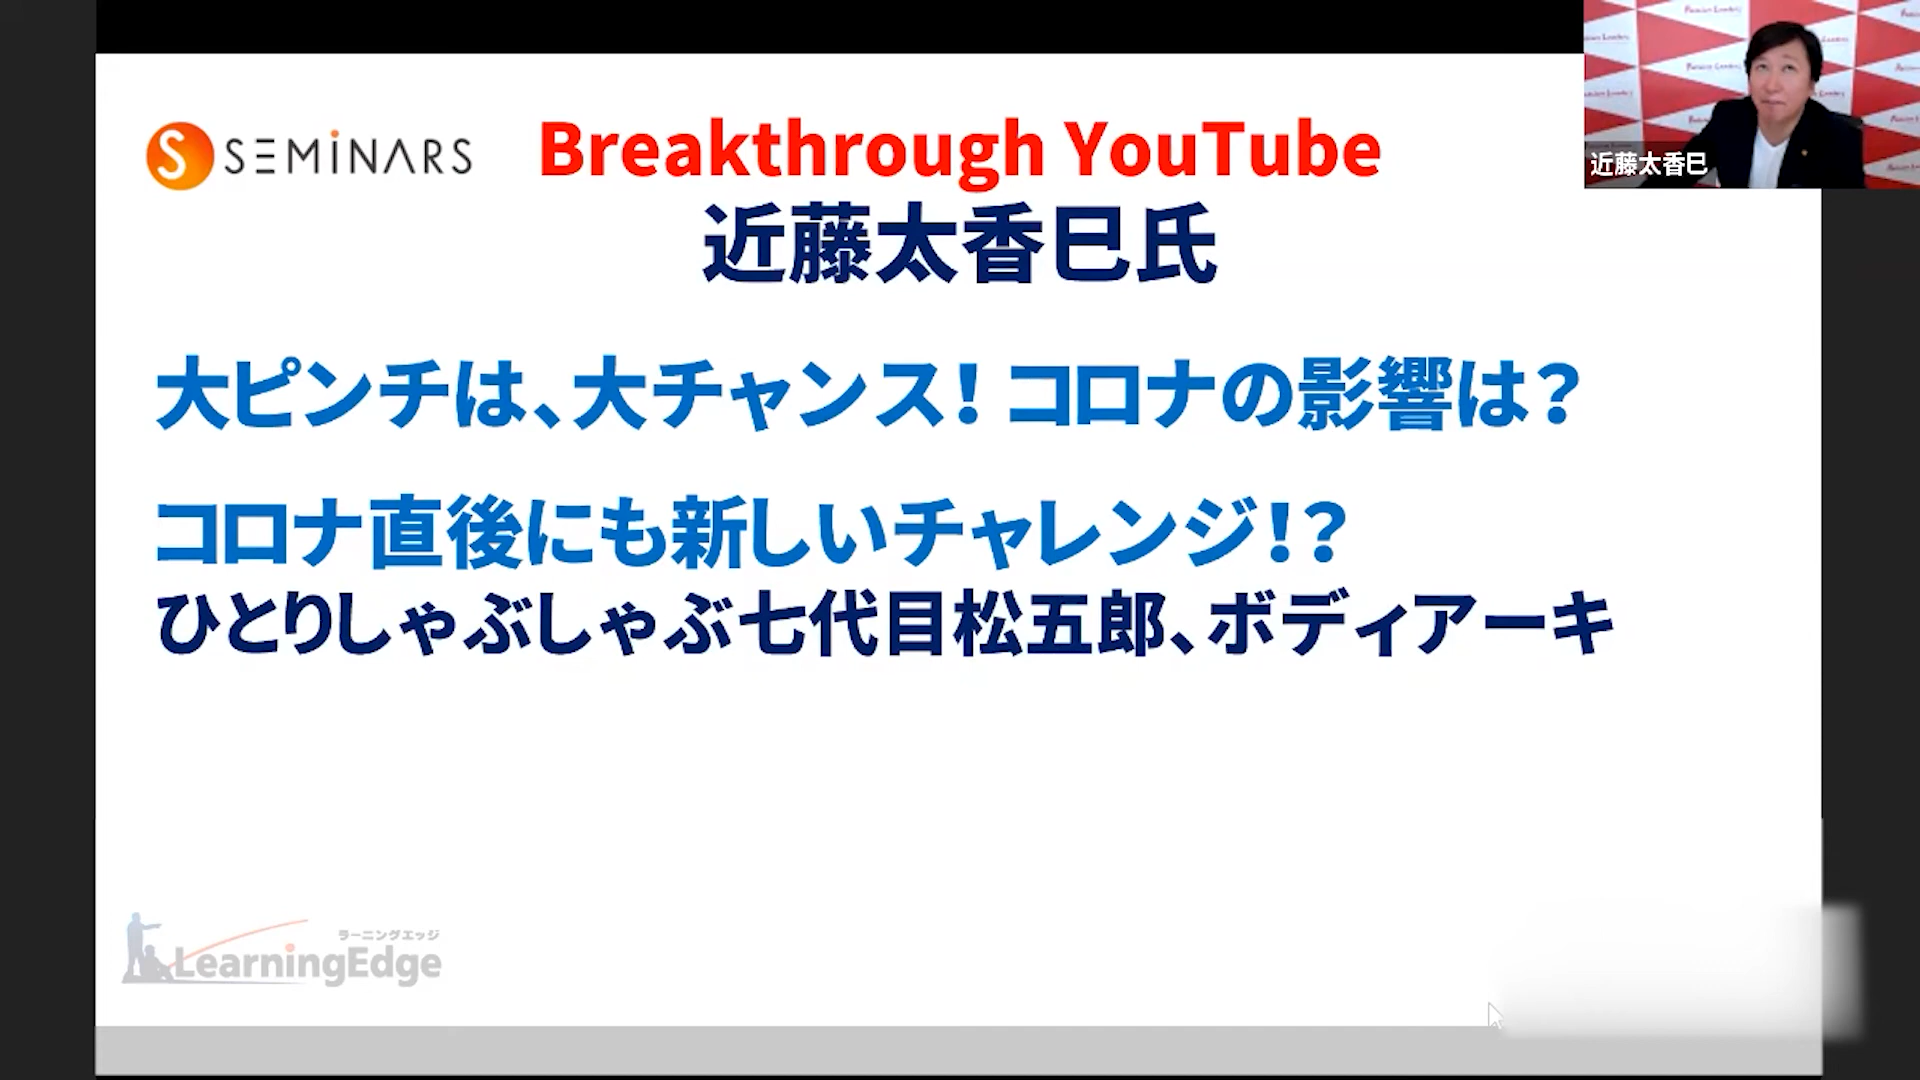 SEMINARS
Breakthrough YouTube
近藤太香巳氏
近藤太香巳
大ピンチは、大チャンス！コロナの影響は？
コロナ直後にも新しいチャレンジ！？
ひとりしゃぶしゃぶ七代目松五郎、ボディアーキ
ラーニングエッジ
LearningEdge